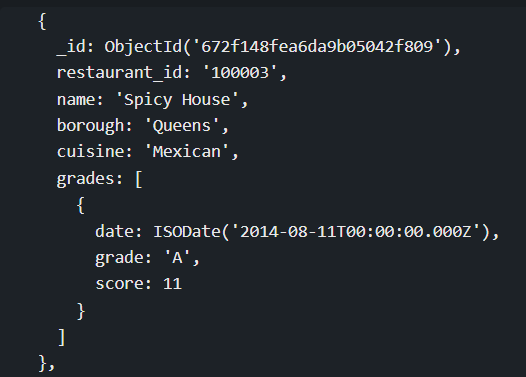 {
_id: ObjectId('672f148fea6da9b05042f809'),
restaurant_id: '100003',
name: 'Spicy House',
borough: 'Queens',
cuisine: 'Mexican',
grades: [
{
date: ISODate('2014-08-11T00:00:00.000Z'),
grade: 'A',
score: 11
}
]
},